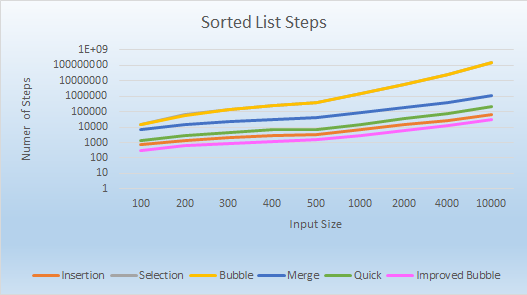 Sorted List Steps
Numer of Steps
1E+09
100000000
10000000
1000000
100000
10000
1000
100
10
1
100 200 300 400 500 1000 2000 4000 10000
Input Size
Insertion Selection Bubble Merge Quick Improved Bubble